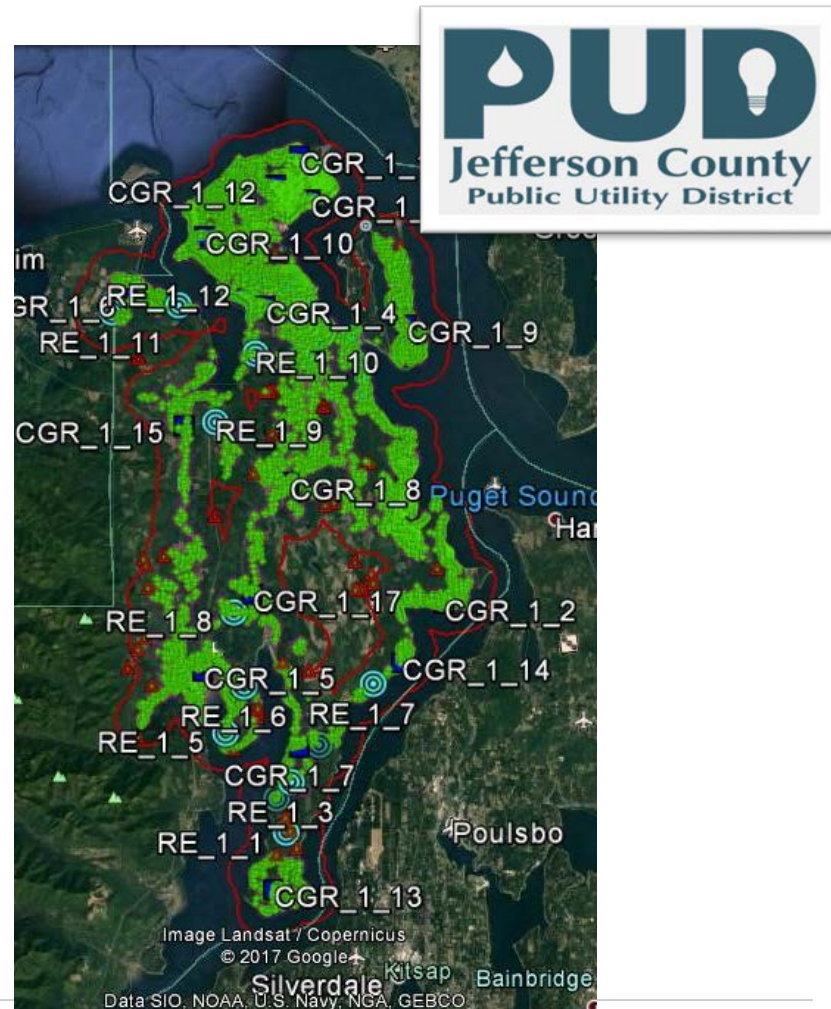 PUD
Jefferson County
Public Utility District
CGR_1_12
CGR_1_10
im
RE_1_12
RE_1_11
CGR_1_4
CGR_1_9
RE_1_10
CGR_1_15
RE_1_9
CGR_1_8
Puget Sound
Har
CGR_1_17
RE_1_8
CGR_1_2
CGR_1_14
CGR_1_5
RE_1_6
RE_1_7
RE_1_5
CGR_1_7
RE_1_3
RE_1_1
Poulsbo
CGR_1_13
Image Landsat / Copernicus
© 2017 Google
Kitsap
Silverdale
Bainbridge
Data SIO, NOAA, U.S. Navy, NGA, GEBCO